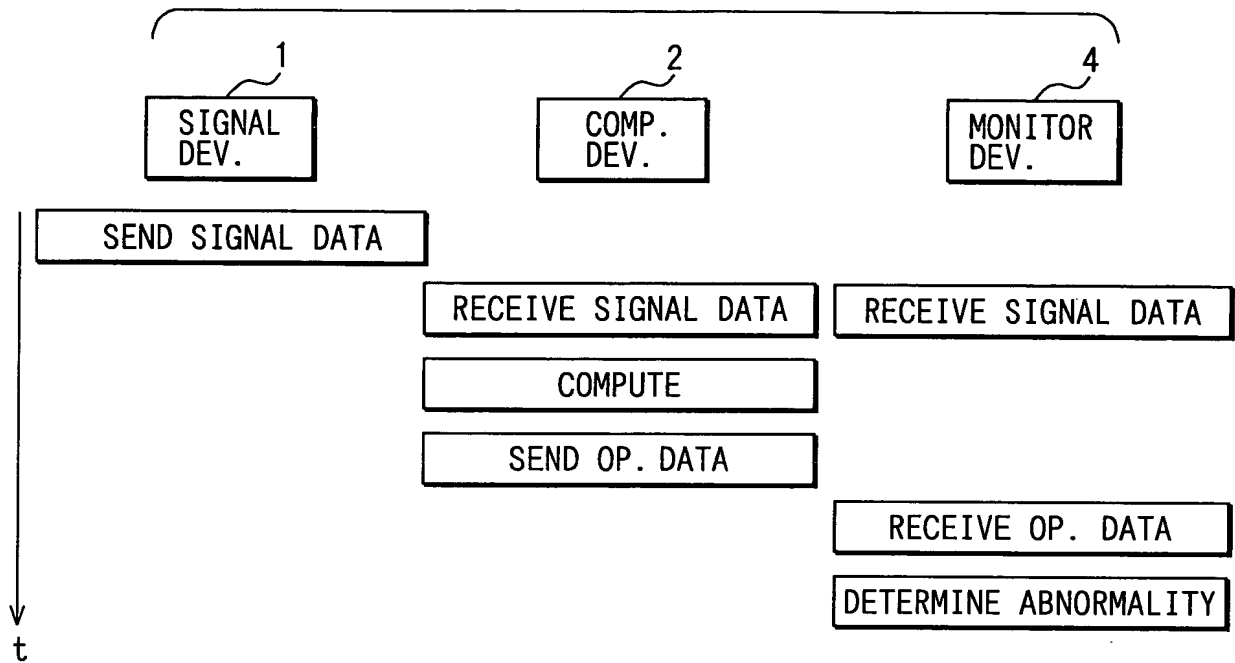 1
2
4
SIGNAL
DEV.
COMP.
DEV.
MONITOR
DEV.
SEND SIGNAL DATA
RECEIVE SIGNAL DATA
RECEIVE SIGNAL DATA
COMPUTE
SEND OP. DATA
RECEIVE OP. DATA
DETERMINE ABNORMALITY
t